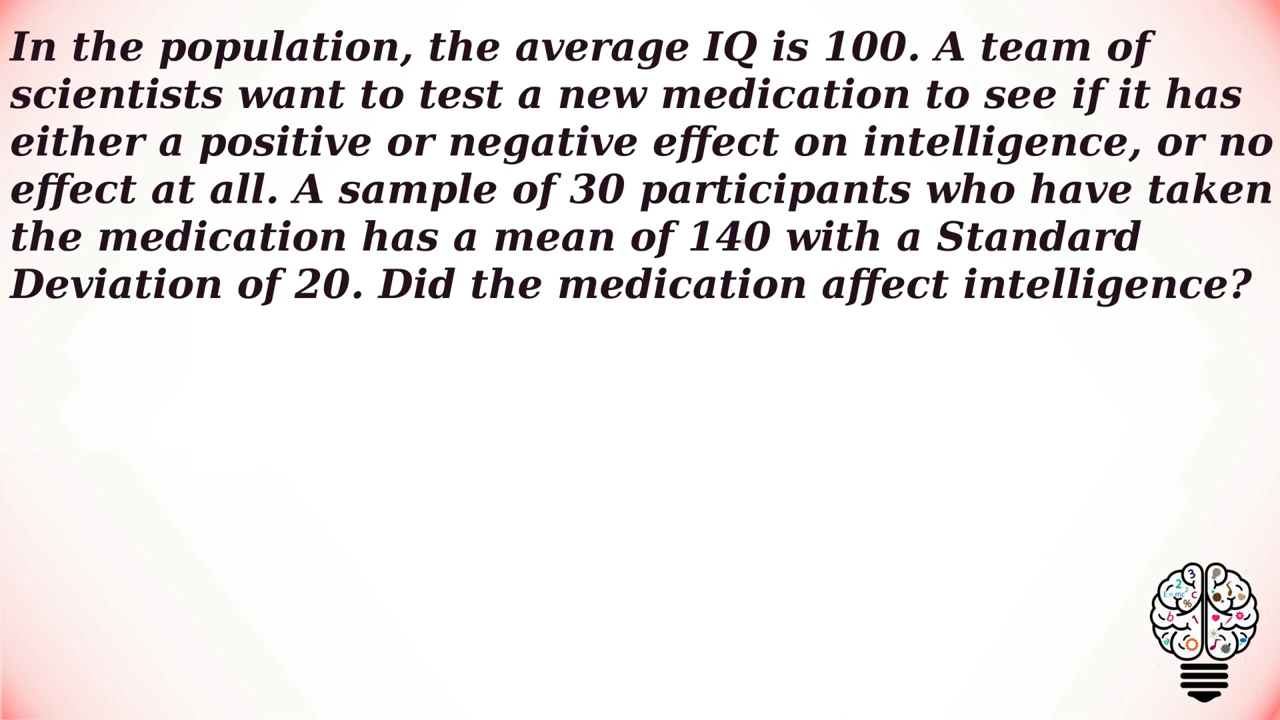 In the population, the average IQ is 100. A team of
scientists want to test a new medication to see if it has
either a positive or negative effect on intelligence, or no
effect at all. A sample of 30 participants who have taken
the medication has a mean of 140 with a Standard
Deviation of 20. Did the medication affect intelligence?